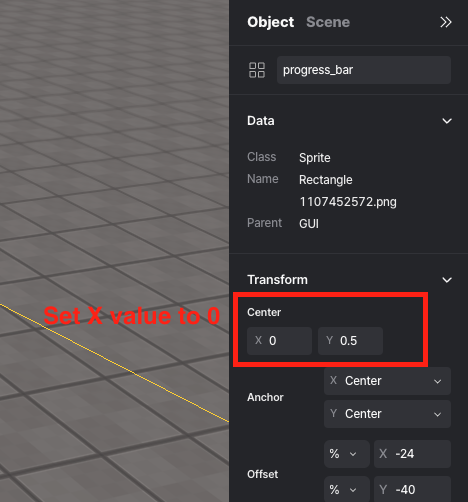 Object Scene
progress_bar
Data
Class Sprite
Name Rectangle
1107452572.png
Parent GUI
Transform
Set X value to 0
Center
X 0 Y 0.5
Anchor
X Center
Y Center
Offset
% X -24
% Y -40